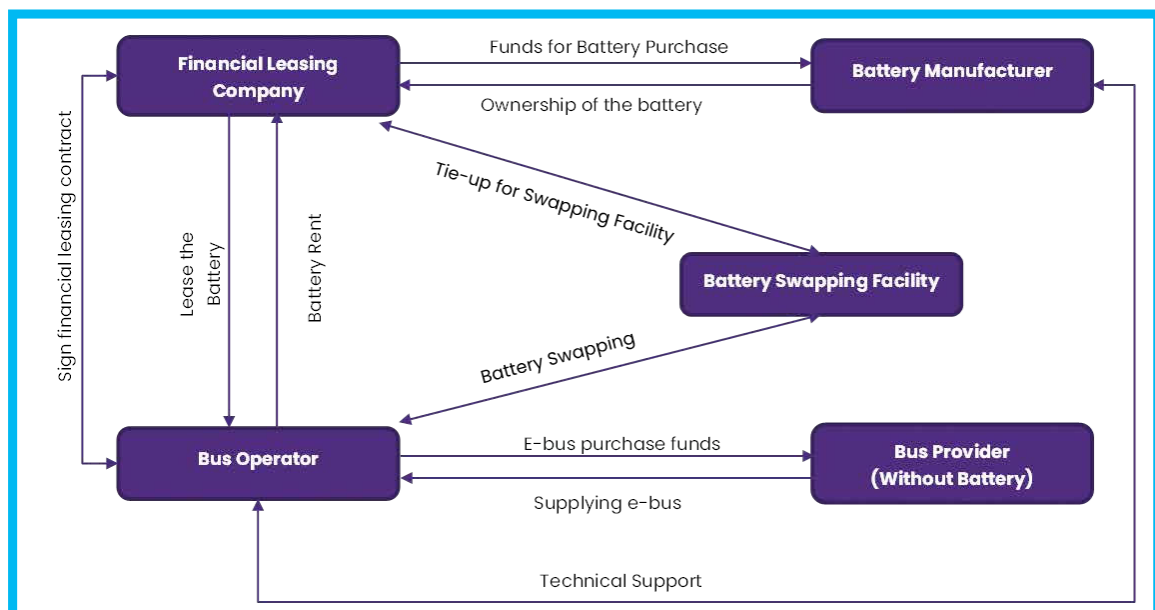 Financial Leasing
Company
Funds for Battery Purchase
Battery Manufacturer
Ownership of the battery
Sign financial leasing contract
Lease the
Battery
Battery Rent
Tie-up for Swapping Facility
Battery Swapping Facility
Battery Swapping
Bus Operator
E-bus purchase funds
Bus Provider
(Without Battery)
Supplying e-bus
Technical Support